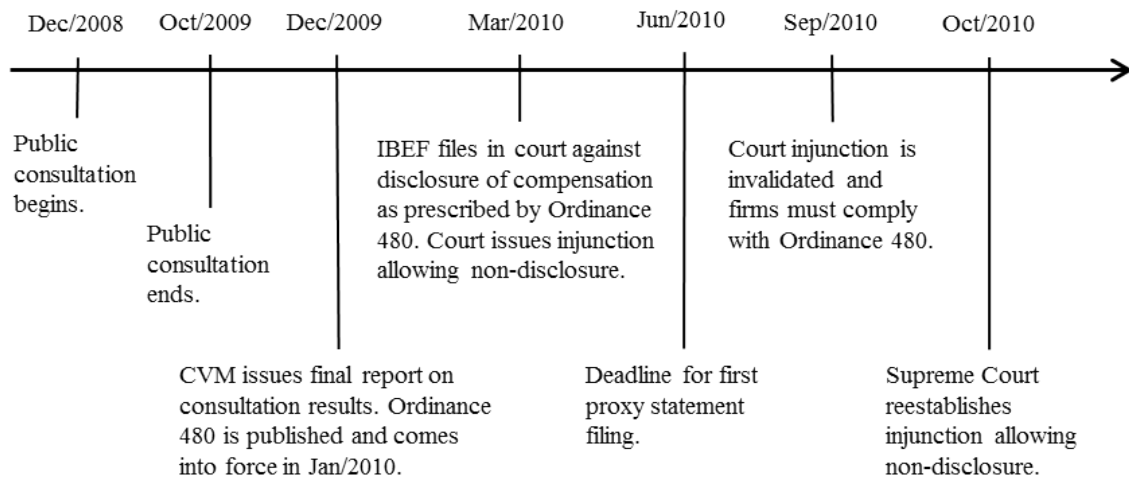 Dec/2008 Oct/2009 Dec/2009 Mar/2010 Jun/2010 Sep/2010 Oct/2010
Public
consultation
begins.
Public
consultation
ends.
CVM issues final report on
consultation results. Ordinance
480 is published and comes
into force in Jan/2010.
IBEF files in court against
disclosure of compensation
as prescribed by Ordinance
480. Court issues injunction
allowing non-disclosure.
Deadline for first
proxy statement
filing.
Court injunction is
invalidated and
firms must comply
with Ordinance 480.
Supreme Court
reestablishes
injunction allowing
non-disclosure.